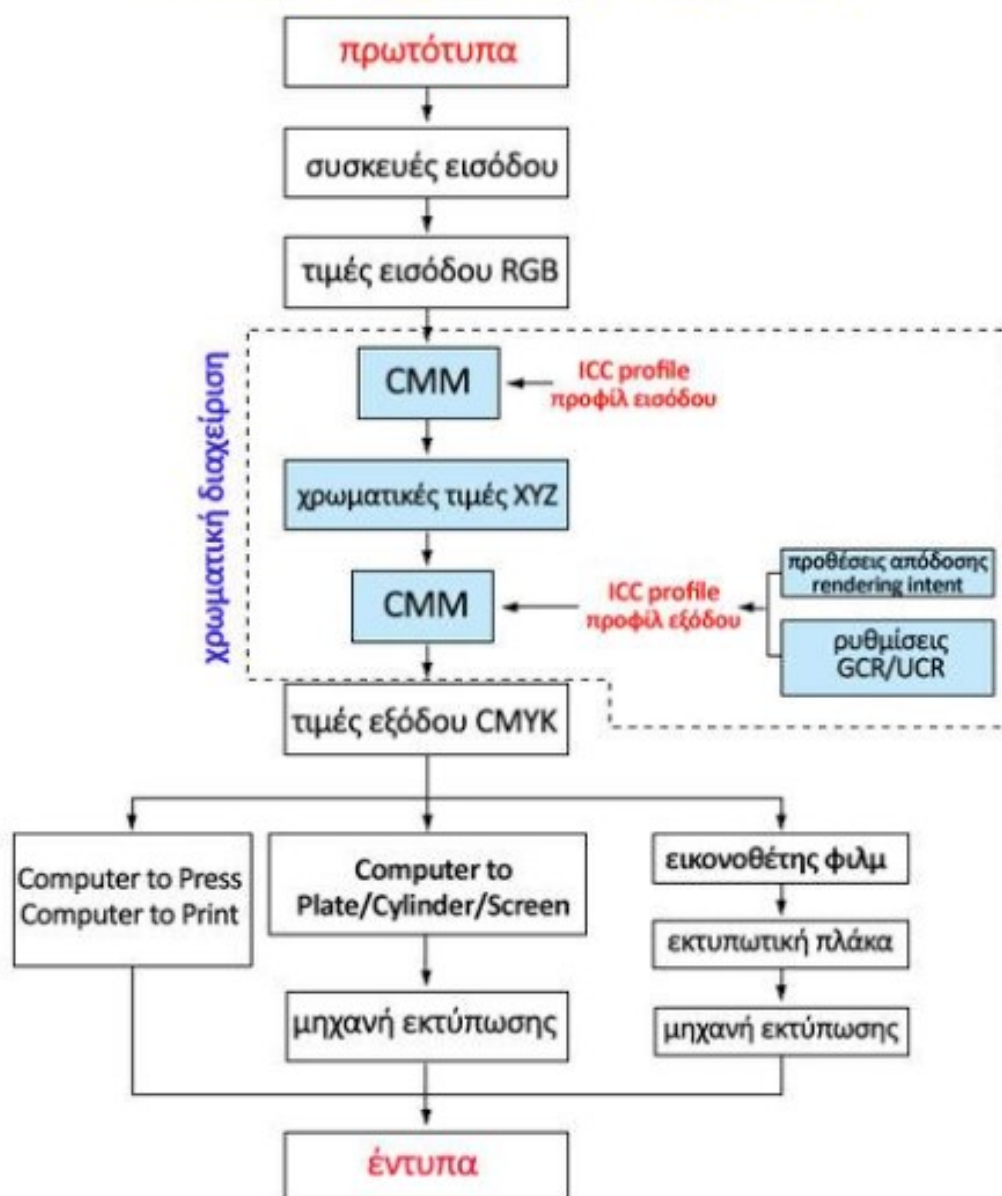 πρωτότυπα
συσκευές εισόδου
τιμές εισόδου RGB
Χρωματική διαχείριση
CMM
ICC profile
προφίλ εισόδου
χρωματικές τιμές XYZ
CMM
ICC profile
προφίλ εξόδου
προθέσεις απόδοσης
rendering intent
ρυθμίσεις
GCR/UCR
τιμές εξόδου CMYK
Computer to Press
Computer to Print
Computer to
Plate/Cylinder/Screen
εικονοθέτης φιλμ
εκτυπωτική πλάκα
μηχανή εκτύπωσης
μηχανή εκτύπωσης
έντυπα